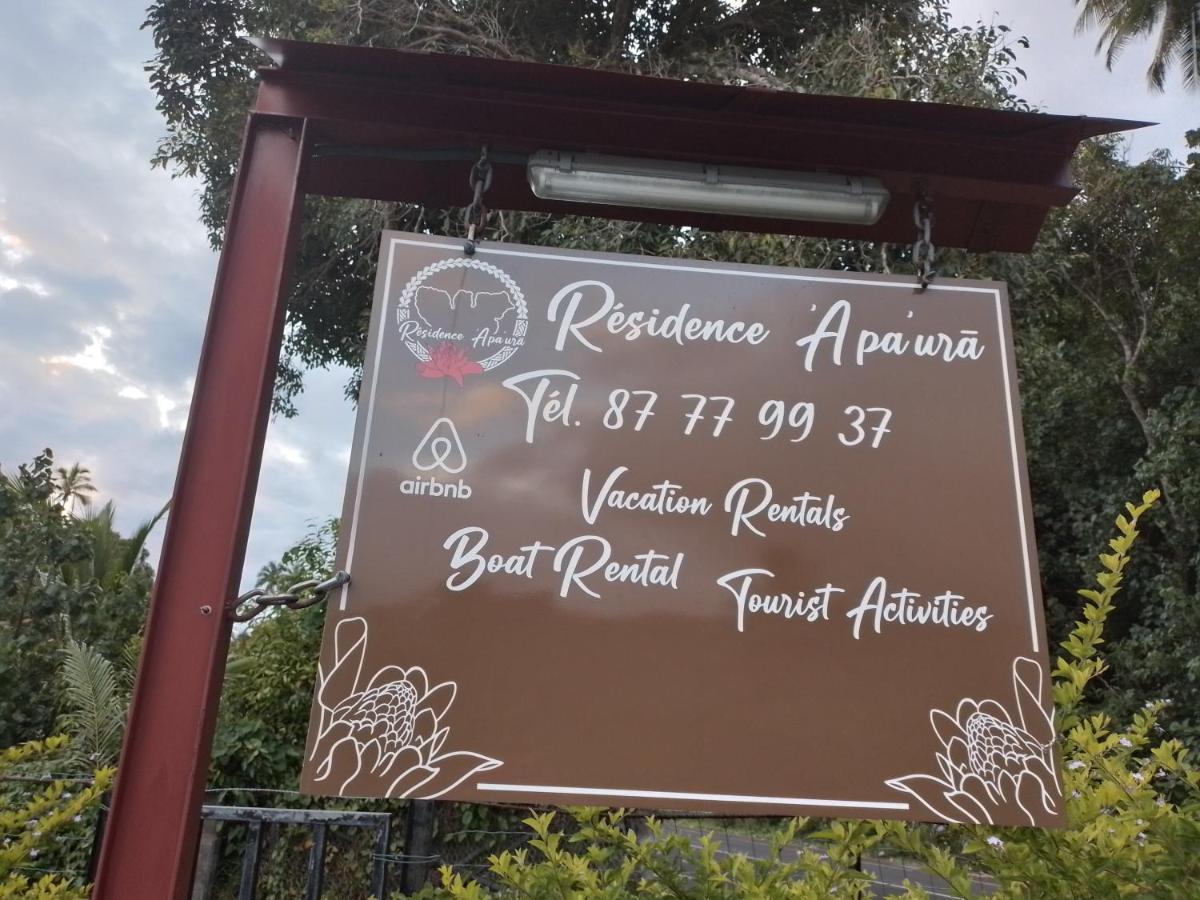 Résidence 'Apa'urā
Résidence 'Apa'urā
Tél. 87 77 99 37
airbnb
Vacation Rentals
Boat Rental
Tourist Activities